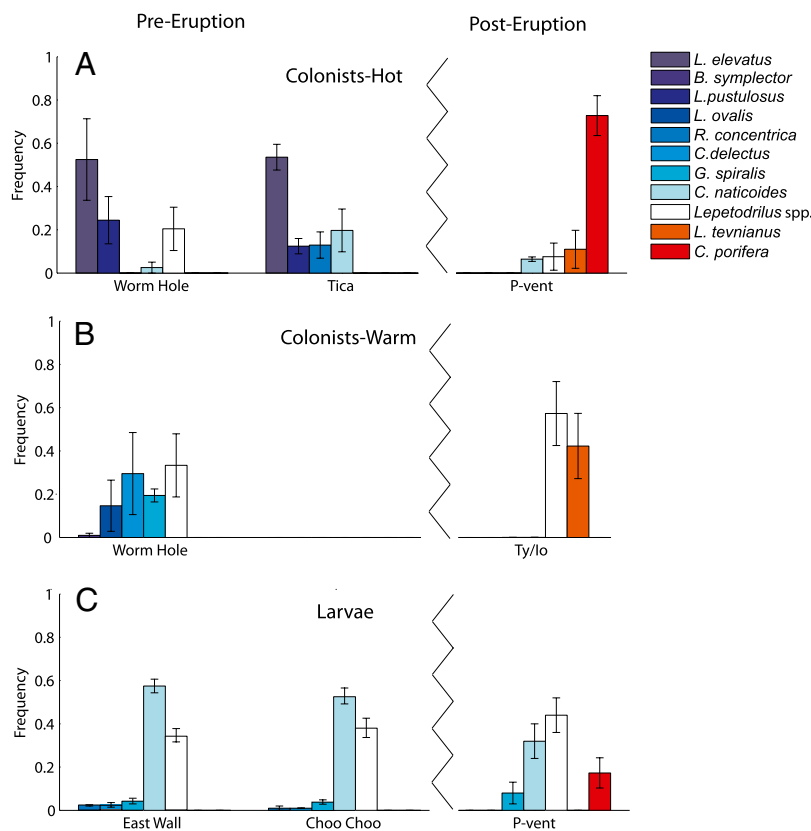 Pre-Eruption
Post-Eruption
A
Colonists-Hot
1
0.8
0.6
0.4
0.2
0
Frequency
Worm Hole
Tica
P-vent
L. elevatus
B. symplector
L.pustulosus
L. ovalis
R. concentrica
C.delectus
G. spiralis
C. naticoides
Lepetodrilus spp.
L. tevnianus
C. porifera
B
Colonists-Warm
1
0.8
0.6
0.4
0.2
0
Frequency
Worm Hole
Ty/Io
C
Larvae
1
0.8
0.6
0.4
0.2
0
Frequency
East Wall
Choo Choo
P-vent